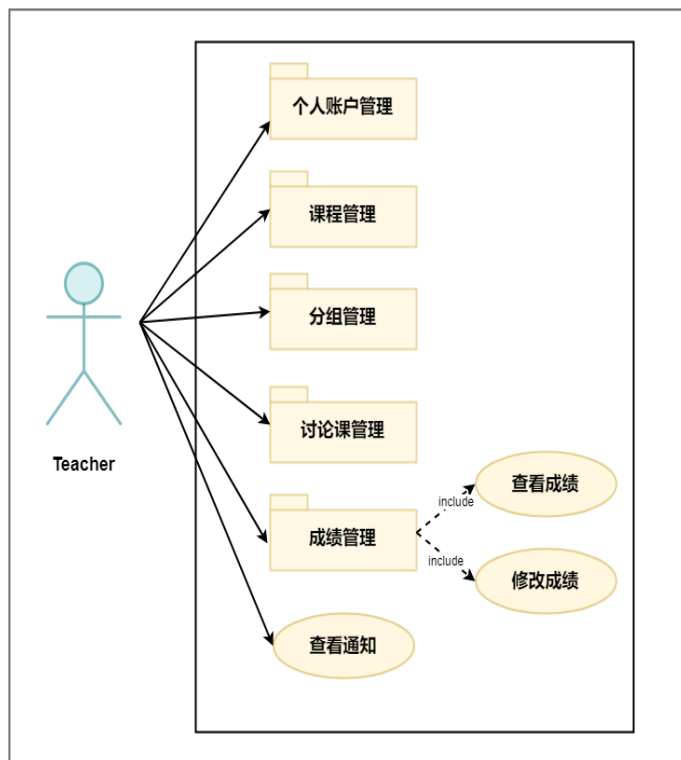 个人账户管理
课程管理
分组管理
Teacher
讨论课管理
查看成绩
include
成绩管理
include
修改成绩
查看通知